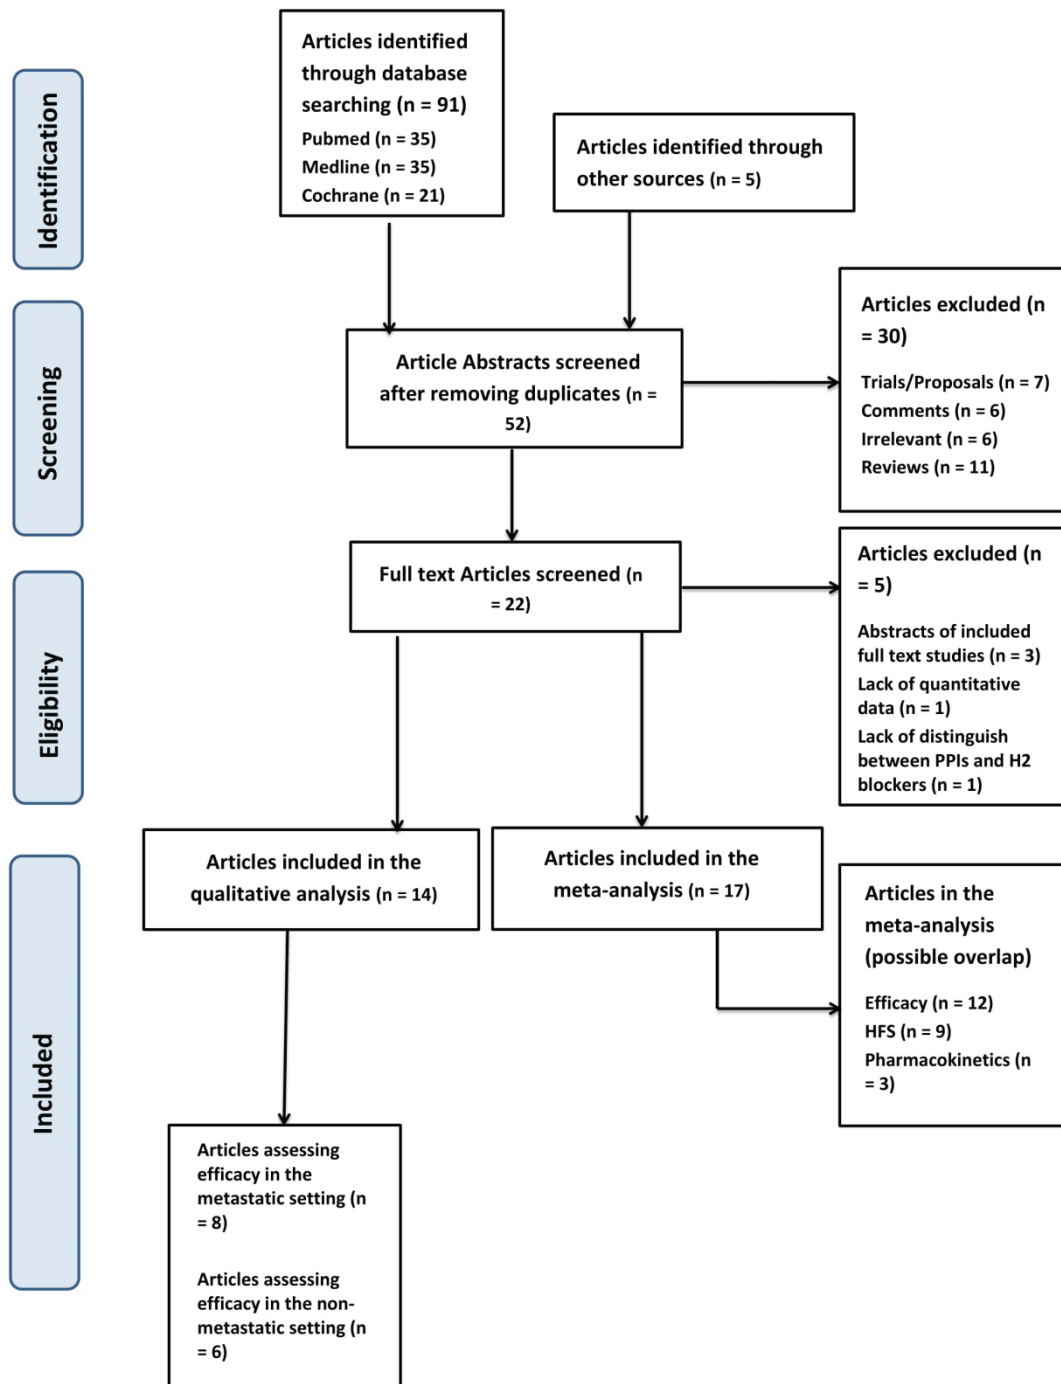 Identification
Articles identified
through database
searching (n = 91)
Pubmed (n = 35)
Medline (n = 35)
Cochrane (n = 21)
Articles identified through
other sources (n = 5)
Screening
Article Abstracts screened
after removing duplicates (n =
52)
Articles excluded (n
= 30)
Trials/Proposals (n = 7)
Comments (n = 6)
Irrelevant (n = 6)
Reviews (n = 11)
Eligibility
Full text Articles screened (n
= 22)
Articles excluded (n
= 5)
Abstracts of included
full text studies (n = 3)
Lack of quantitative
data (n = 1)
Lack of distinguish
between PPIs and H2
blockers (n = 1)
Included
Articles included in the
qualitative analysis (n = 14)
Articles included in the
meta-analysis (n = 17)
Articles in the
meta-analysis
(possible overlap)
Efficacy (n = 12)
HFS (n = 9)
Pharmacokinetics (n
= 3)
Articles assessing
efficacy in the
metastatic setting (n
= 8)
Articles assessing
efficacy in the non-
metastatic setting (n
= 6)